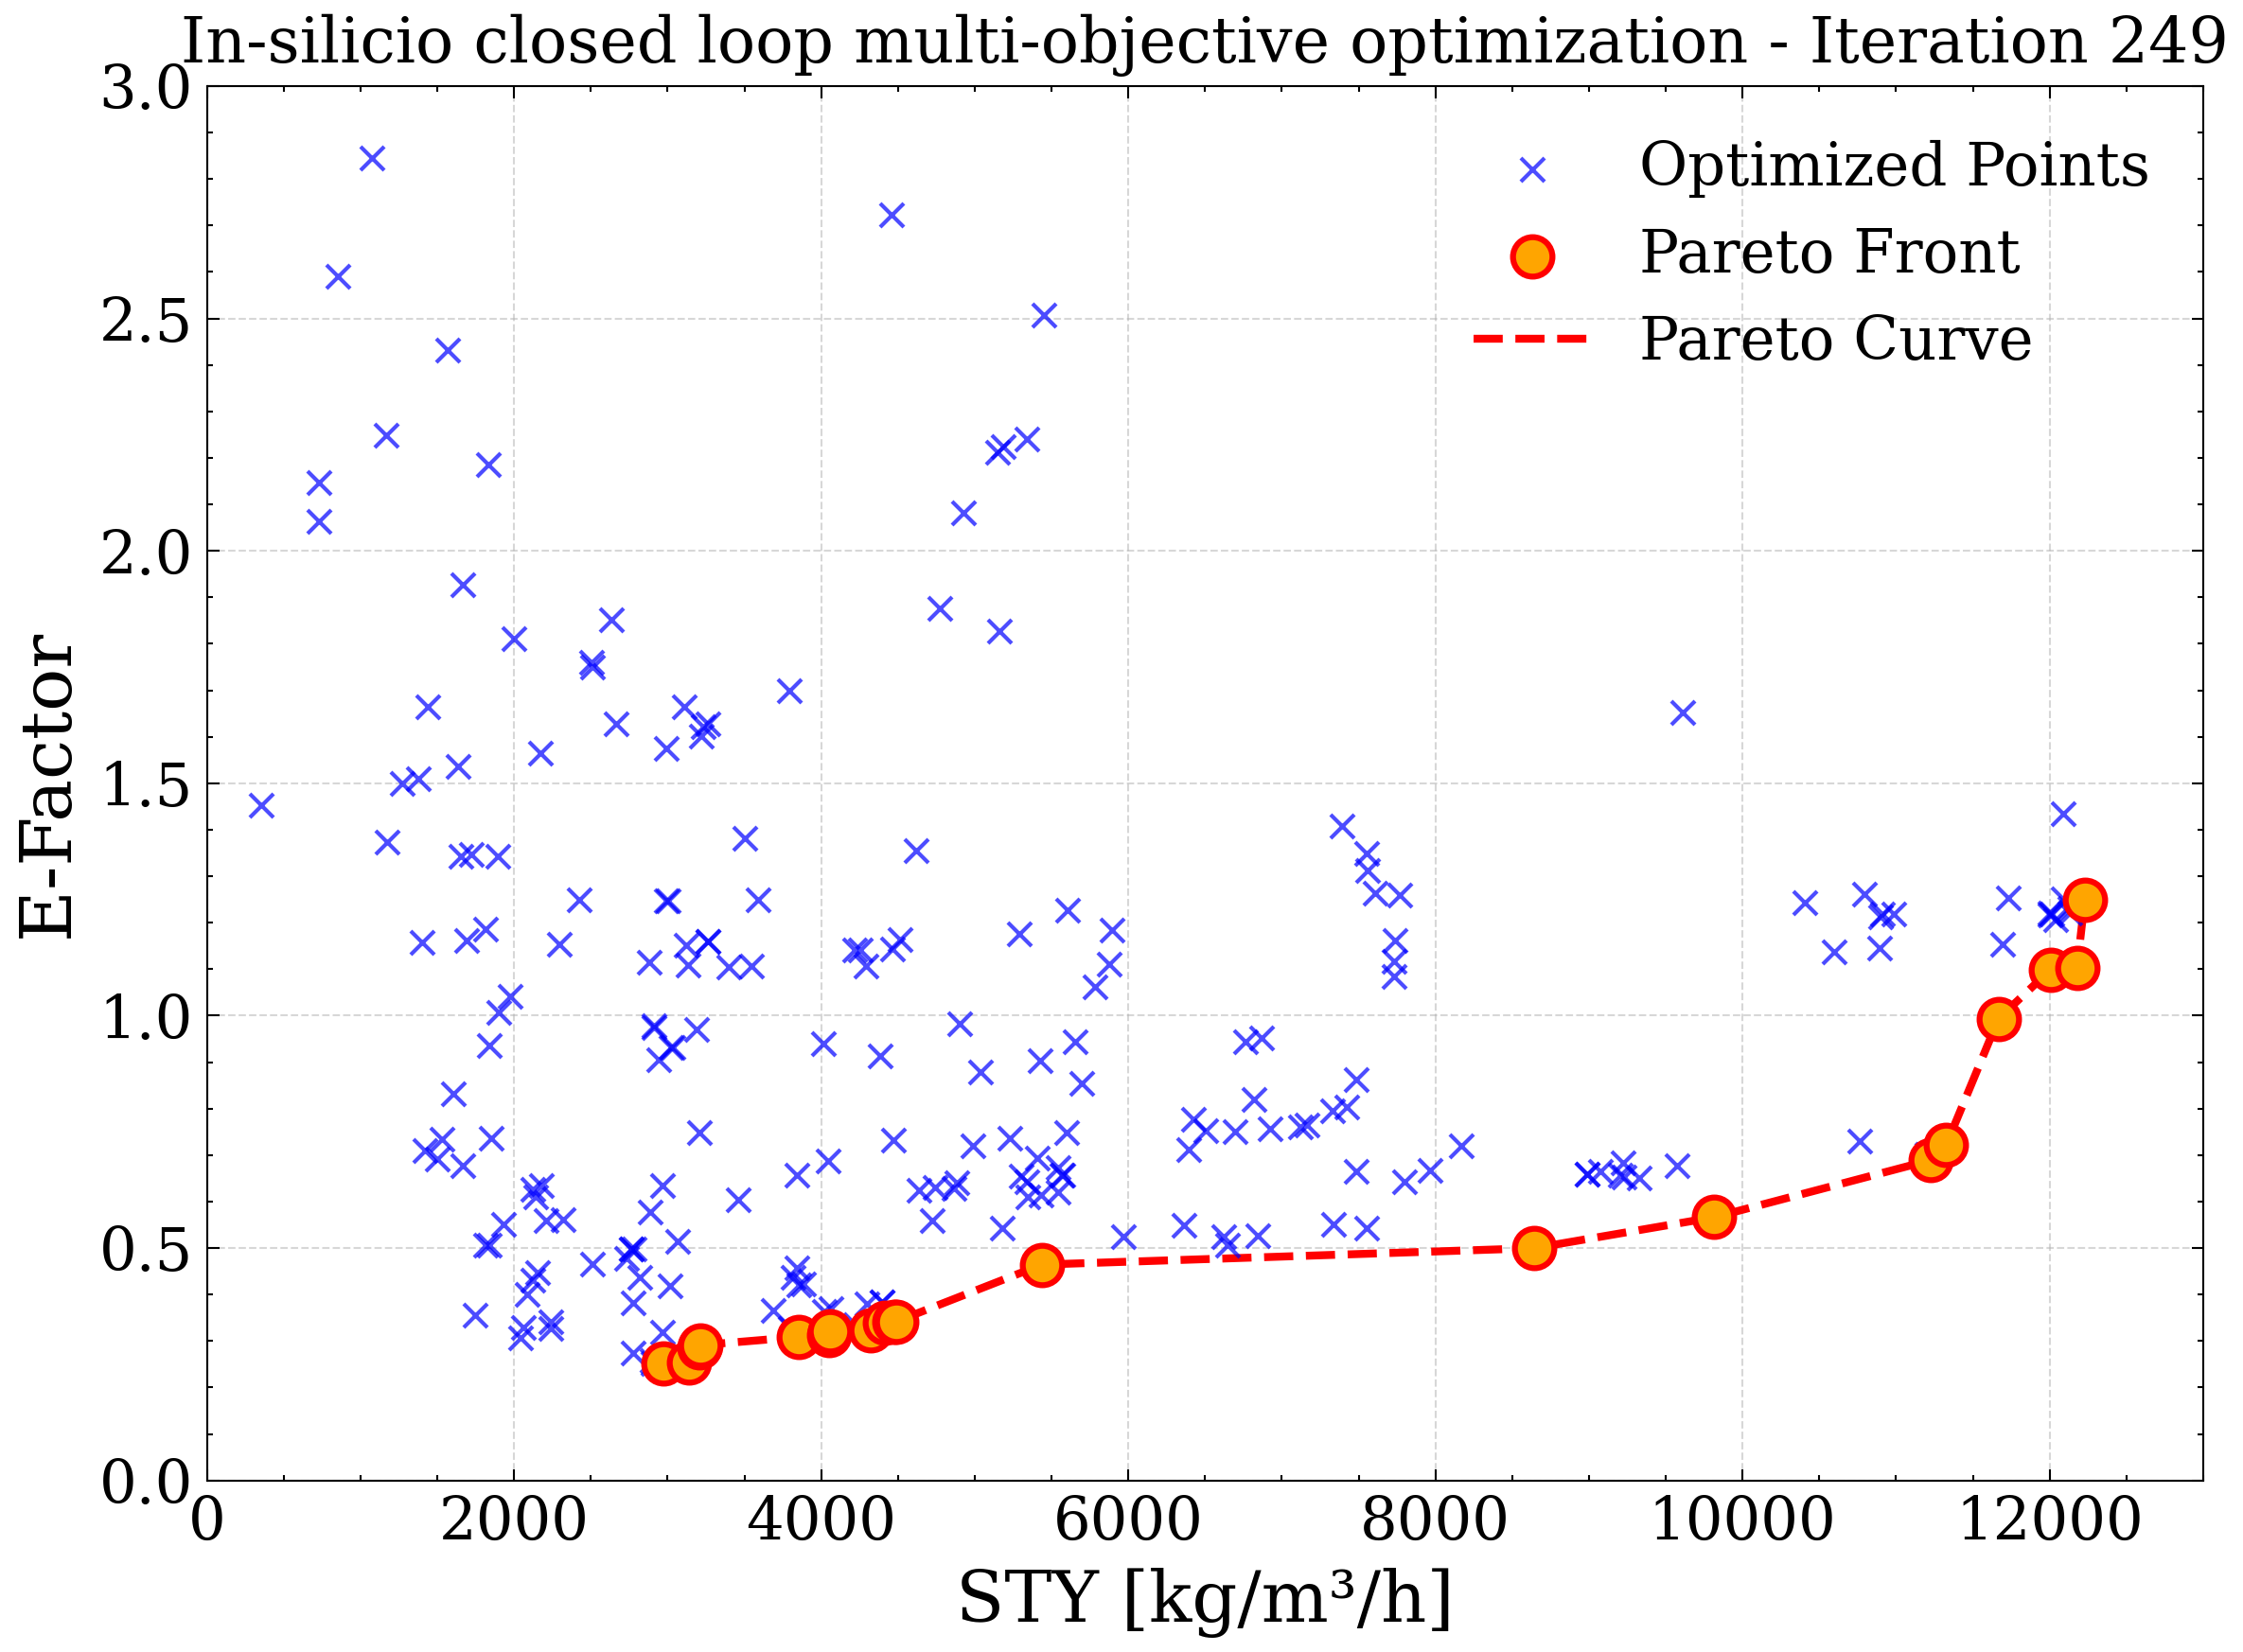 In-silicio closed loop multi-objective optimization - Iteration 249
Optimized Points
Pareto Front
Pareto Curve
E-Factor
3.0
2.5
2.0
1.5
1.0
0.5
0.0
0 2000 4000 6000 8000 10000 12000
STY [kg/m³/h]